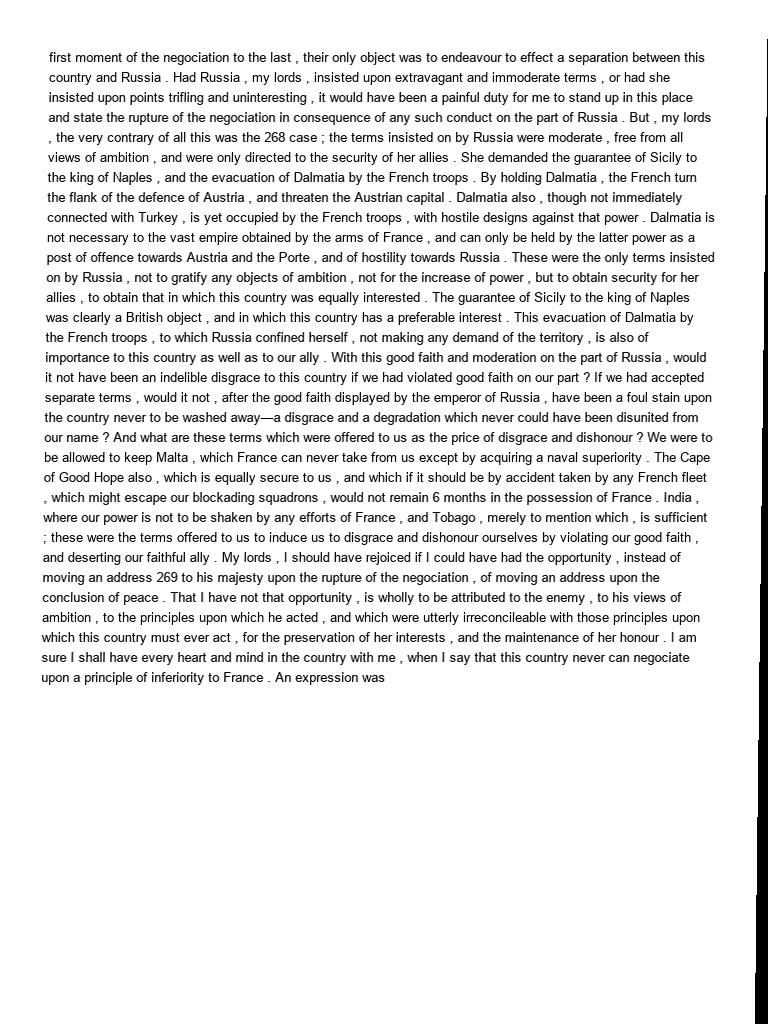 first moment of the negociation to the last , their only object was to endeavour to effect a separation between this
country and Russia . Had Russia , my lords , insisted upon extravagant and immoderate terms , or had she
insisted upon points trifling and uninteresting , it would have been a painful duty for me to stand up in this place
and state the rupture of the negociation in consequence of any such conduct on the part of Russia . But , my lords
, the very contrary of all this was the 268 case ; the terms insisted on by Russia were moderate , free from all
views of ambition , and were only directed to the security of her allies . She demanded the guarantee of Sicily to
the king of Naples , and the evacuation of Dalmatia by the French troops . By holding Dalmatia , the French turn
the flank of the defence of Austria , and threaten the Austrian capital . Dalmatia also , though not immediately
connected with Turkey , is yet occupied by the French troops , with hostile designs against that power . Dalmatia is
not necessary to the vast empire obtained by the arms of France , and can only be held by the latter power as a
post of offence towards Austria and the Porte , and of hostility towards Russia . These were the only terms insisted
on by Russia , not to gratify any objects of ambition , not for the increase of power , but to obtain security for her
allies , to obtain that in which this country was equally interested . The guarantee of Sicily to the king of Naples
was clearly a British object , and in which this country has a preferable interest . This evacuation of Dalmatia by
the French troops , to which Russia confined herself , not making any demand of the territory , is also of
importance to this country as well as to our ally . With this good faith and moderation on the part of Russia , would
it not have been an indelible disgrace to this country if we had violated good faith on our part ? If we had accepted
separate terms , would it not , after the good faith displayed by the emperor of Russia , have been a foul stain upon
the country never to be washed away—a disgrace and a degradation which never could have been disunited from
our name ? And what are these terms which were offered to us as the price of disgrace and dishonour ? We were to
be allowed to keep Malta , which France can never take from us except by acquiring a naval superiority . The Cape
of Good Hope also , which is equally secure to us , and which if it should be by accident taken by any French fleet
, which might escape our blockading squadrons , would not remain 6 months in the possession of France . India ,
where our power is not to be shaken by any efforts of France , and Tobago , merely to mention which , is sufficient
; these were the terms offered to us to induce us to disgrace and dishonour ourselves by violating our good faith ,
and deserting our faithful ally . My lords , I should have rejoiced if I could have had the opportunity , instead of
moving an address 269 to his majesty upon the rupture of the negociation , of moving an address upon the
conclusion of peace . That I have not that opportunity , is wholly to be attributed to the enemy , to his views of
ambition , to the principles upon which he acted , and which were utterly irreconcileable with those principles upon
which this country must ever act , for the preservation of her interests , and the maintenance of her honour . I am
sure I shall have every heart and mind in the country with me , when I say that this country never can negociate
upon a principle of inferiority to France . An expression was